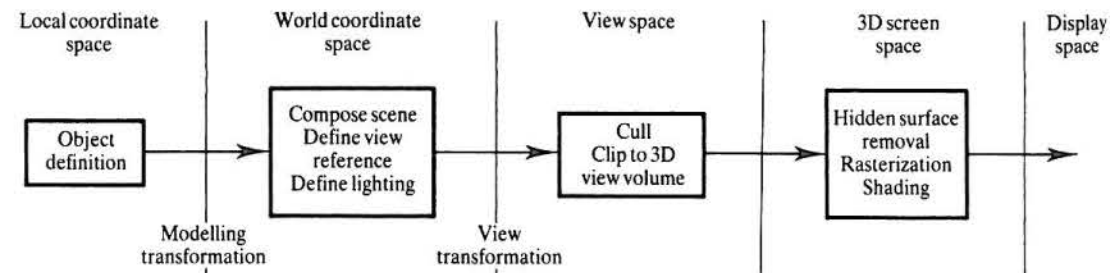 Local coordinate
space
World coordinate
space
View space
3D screen
space
Display
space
Object
definition
Compose scene
Define view
reference
Define lighting
Cull
Clip to 3D
view volume
Hidden surface
removal
Rasterization
Shading
Modelling
transformation
View
transformation